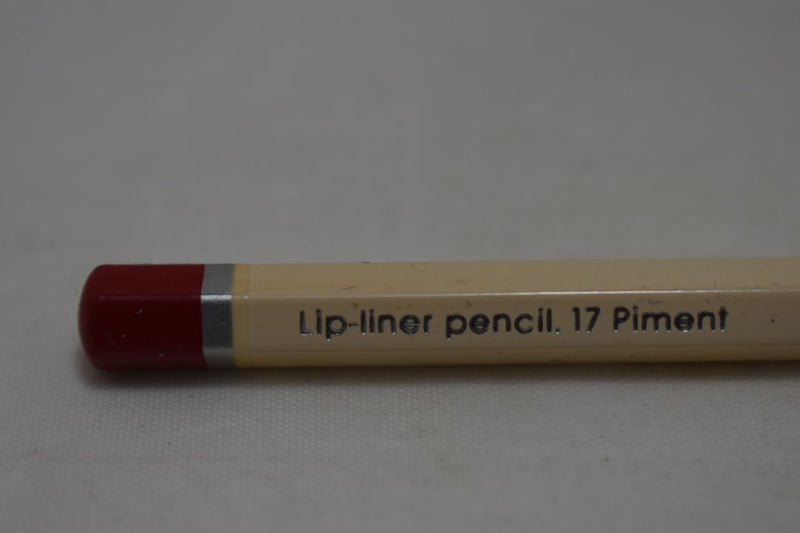 Lip-liner pencil. 17 Piment